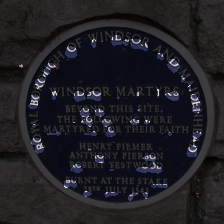 ROYAL BOROUGH OF WINDSOR AND MAIDENHEAD
WINDSOR MARTYRS
BEYOND THIS SITE,
THE FOLLOWING WERE
MARTYRED FOR THEIR FAITH
HENRY FILMER
ANTHONY PIERSON
ROBERT TESTWOOD
BURNT AT THE STAKE
JULY